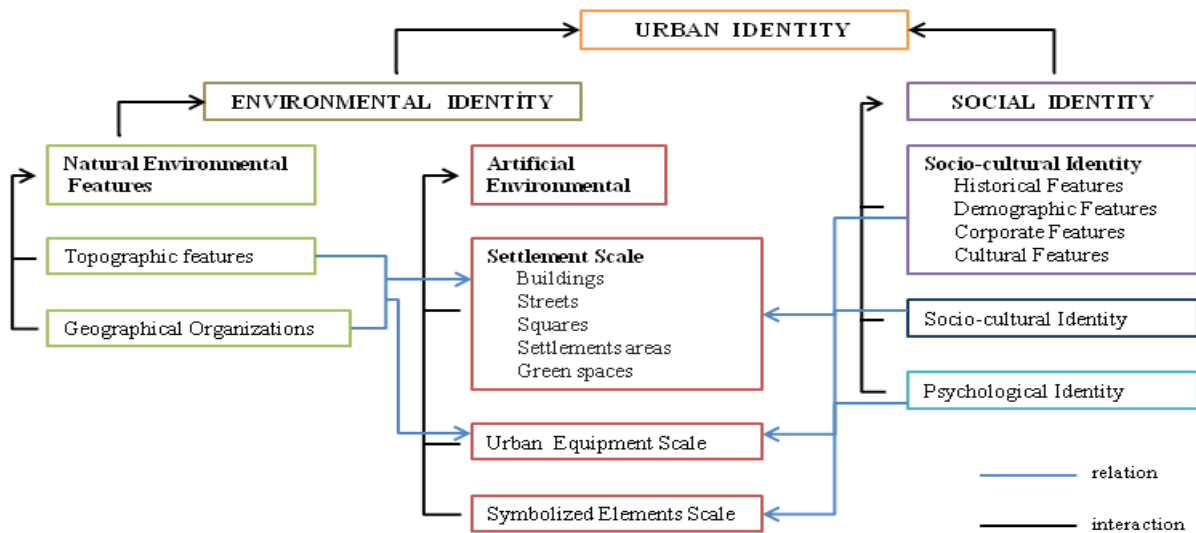 URBAN IDENTITY
ENVIRONMENTAL IDENTİTY
SOCIAL IDENTITY
Natural Environmental
Features
Topographic features
Geographical Organizations
Artificial
Environmental
Settlement Scale
Buildings
Streets
Squares
Settlements areas
Green spaces
Urban Equipment Scale
Symbolized Elements Scale
Socio-cultural Identity
Historical Features
Demographic Features
Corporate Features
Cultural Features
Socio-cultural Identity
Psychological Identity
relation
interaction